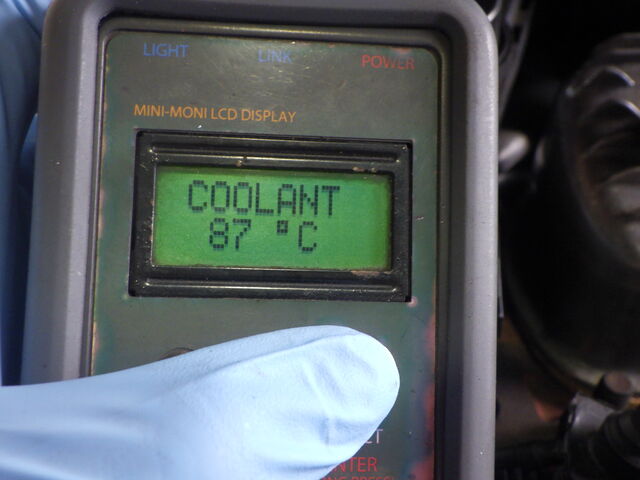 LIGHT LINK POWER
MINI-MONI LCD DISPLAY
COOLANT
87 °C